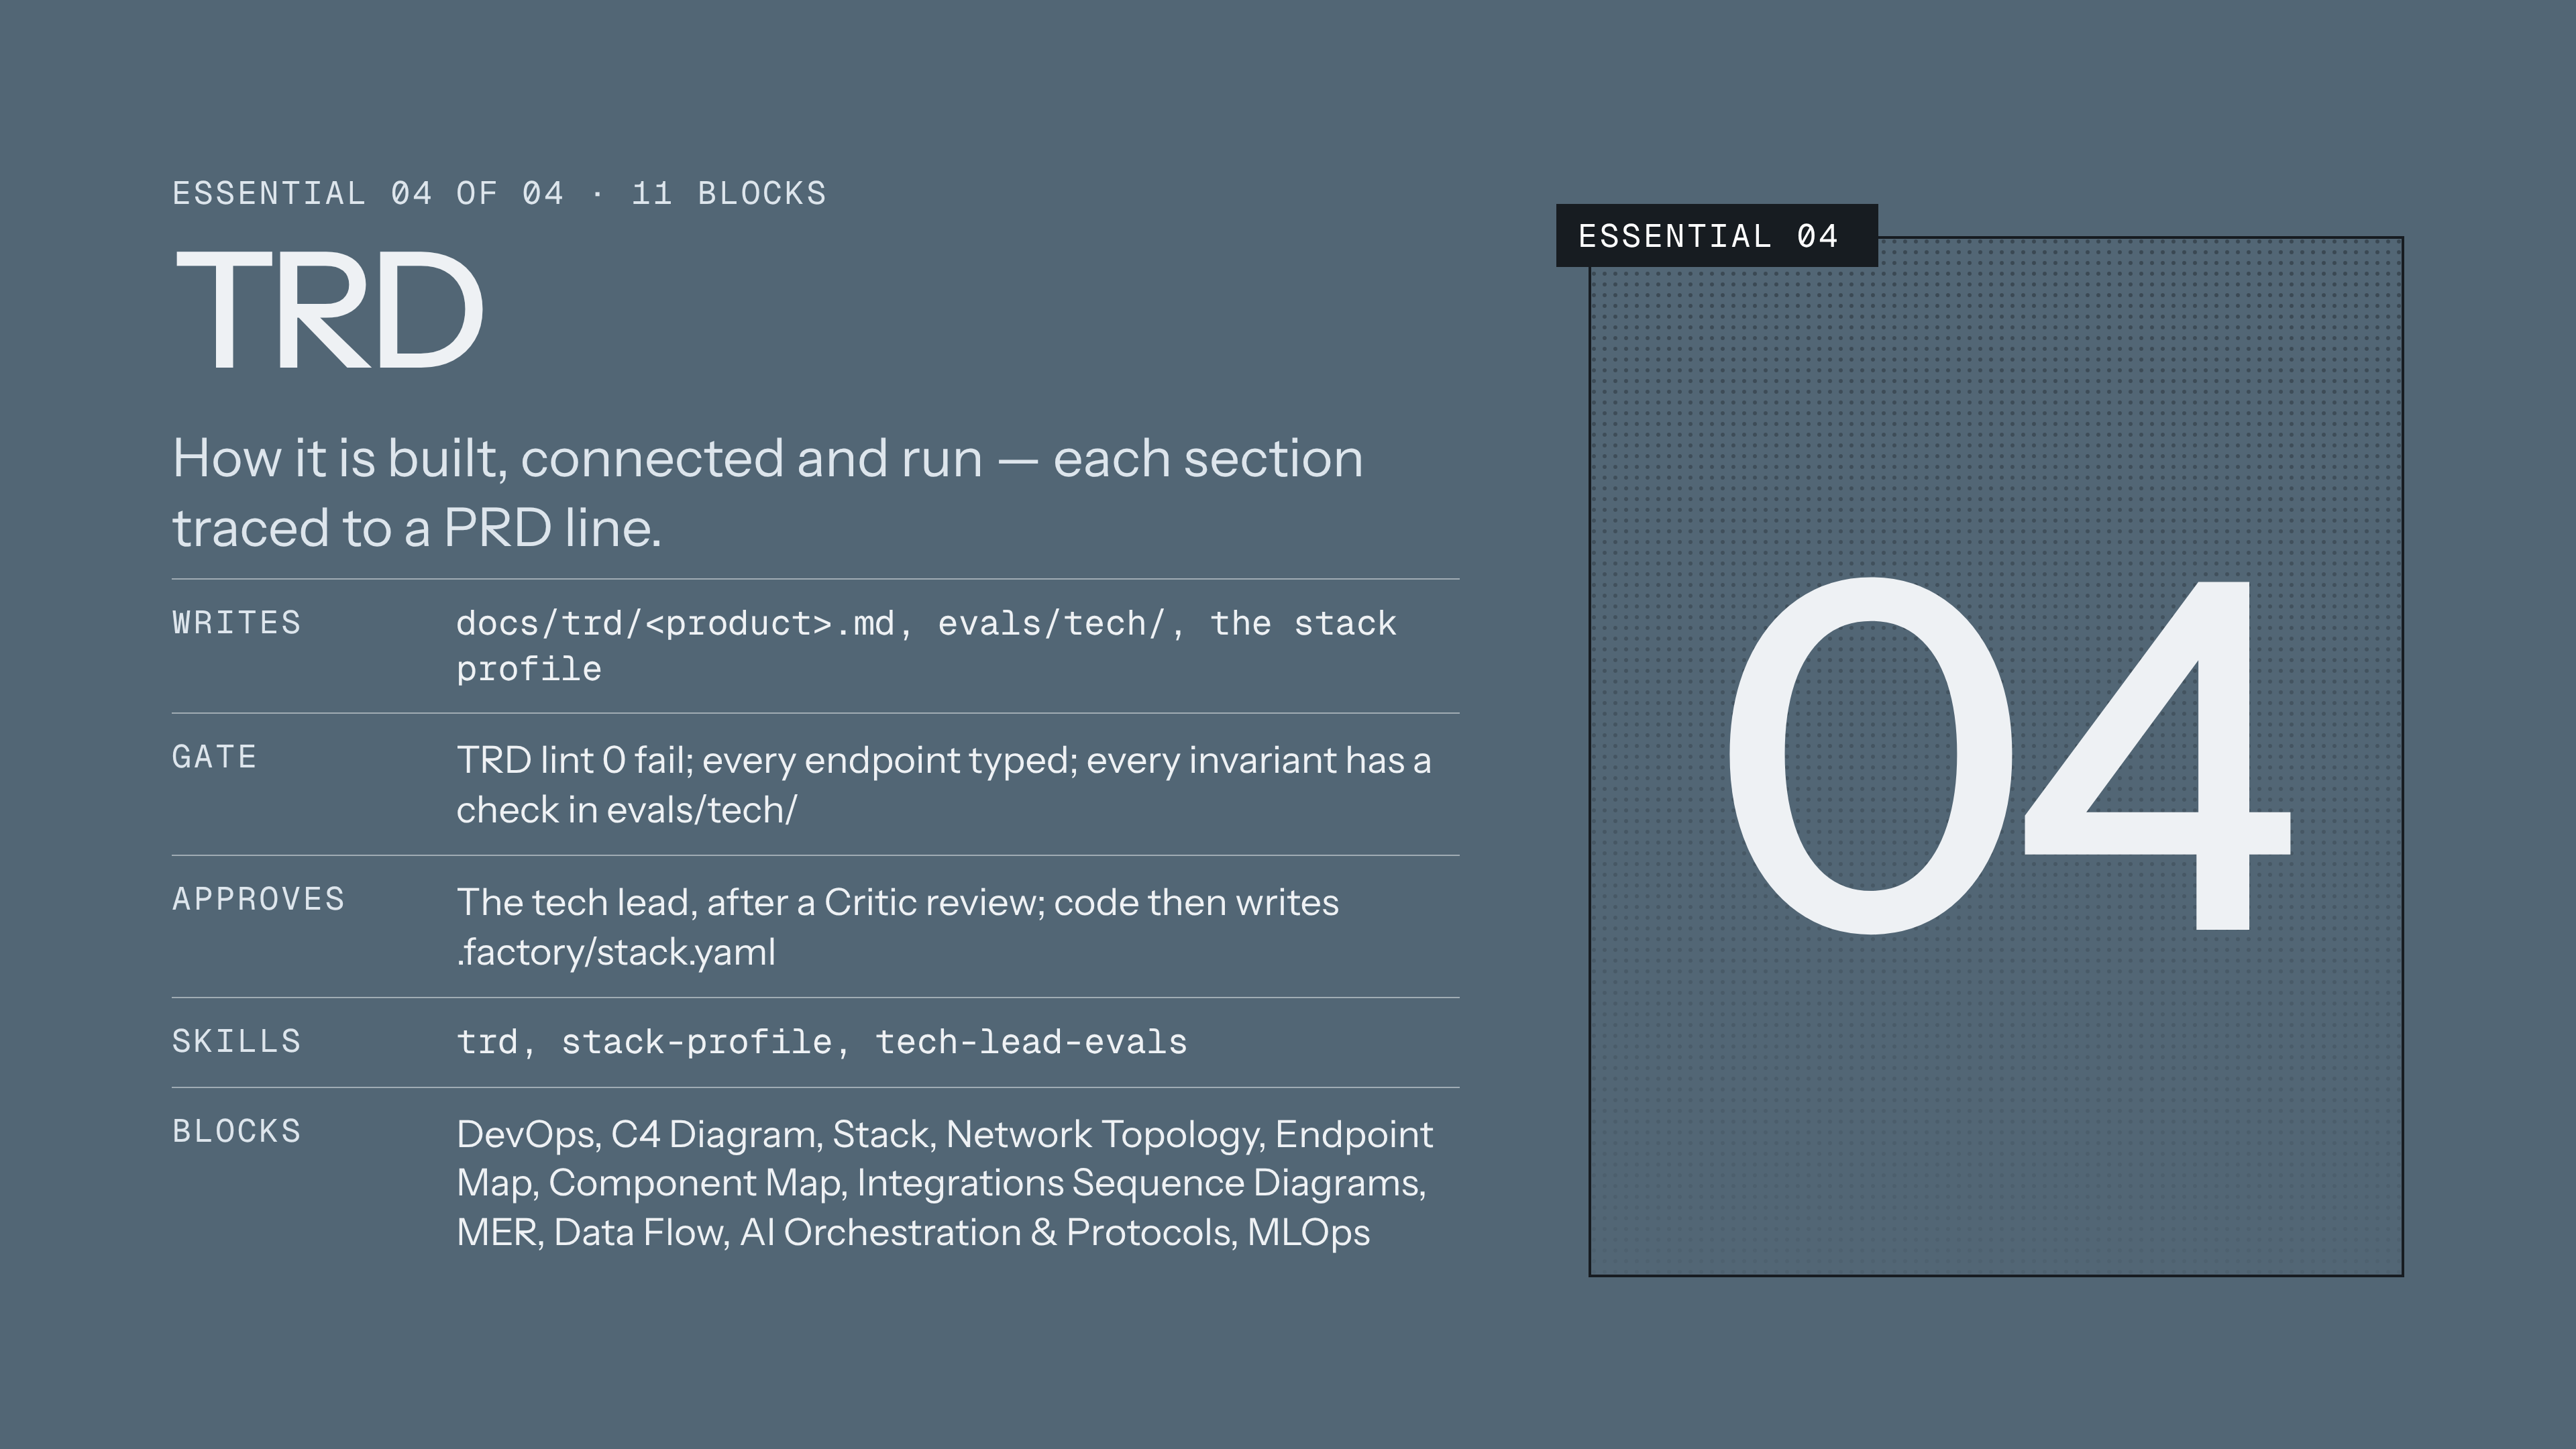 ESSENTIAL 04 OF 04 · 11 BLOCKS
TRD
How it is built, connected and run — each section
traced to a PRD line.
WRITES
docs/trd/<product>.md, evals/tech/, the stack
profile
GATE
TRD lint 0 fail; every endpoint typed; every invariant has a
check in evals/tech/
APPROVES
The tech lead, after a Critic review; code then writes
.factory/stack.yaml
SKILLS
trd, stack-profile, tech-lead-evals
BLOCKS
DevOps, C4 Diagram, Stack, Network Topology, Endpoint
Map, Component Map, Integrations Sequence Diagrams,
MER, Data Flow, AI Orchestration & Protocols, MLOps
ESSENTIAL 04
04